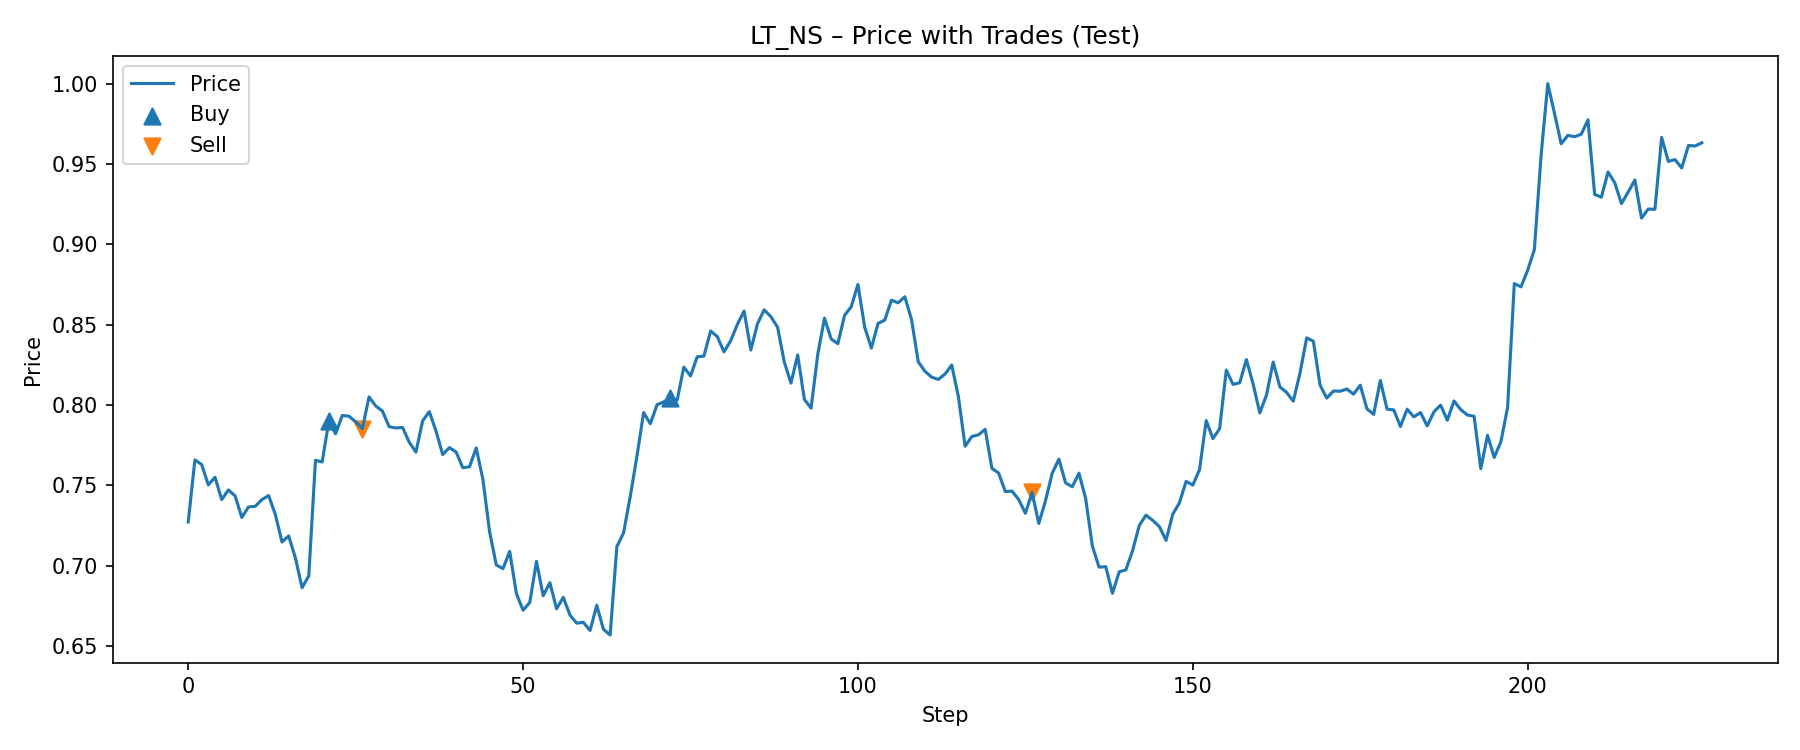 LT_NS – Price with Trades (Test)
Price
Buy
Sell
1.00
0.95
0.90
0.85
0.80
0.75
0.70
0.65
Price
0
50
100
150
200
Step